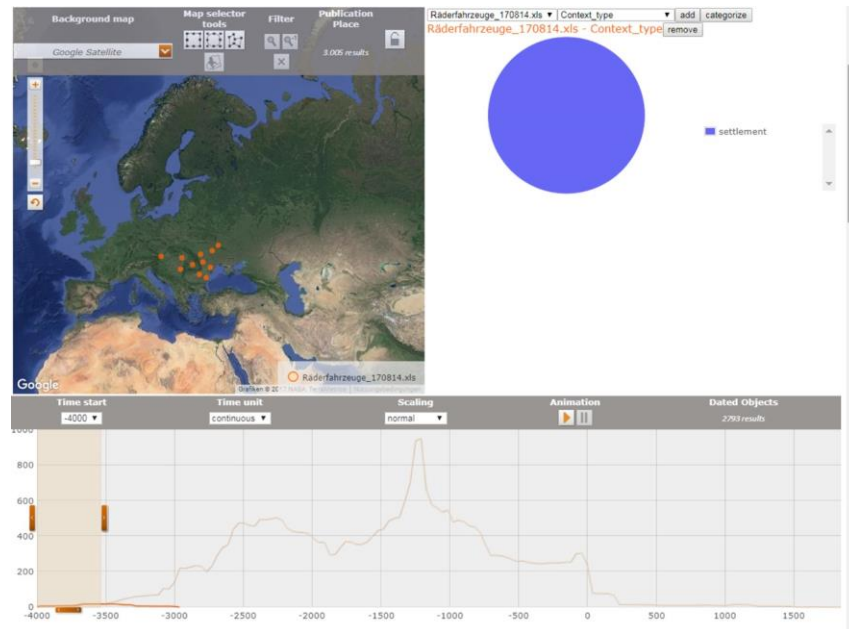 Background map
Map selector tools
Filter
Publication Place
Google Satellite
3.005 results
Räderfahrzeuge_170814.xls
Google
Räderfahrzeuge_170814.xls Context_type add categorize
Räderfahrzeuge_170814.xls - Context_type remove
settlement
Time start
Time unit
Scaling
Animation
Dated Objects
-4000
continuous
normal
2793 results
1000
800
600
400
200
0
-4000 -3500 -3000 -2500 -2000 -1500 -1000 -500 0 500 1000 1500